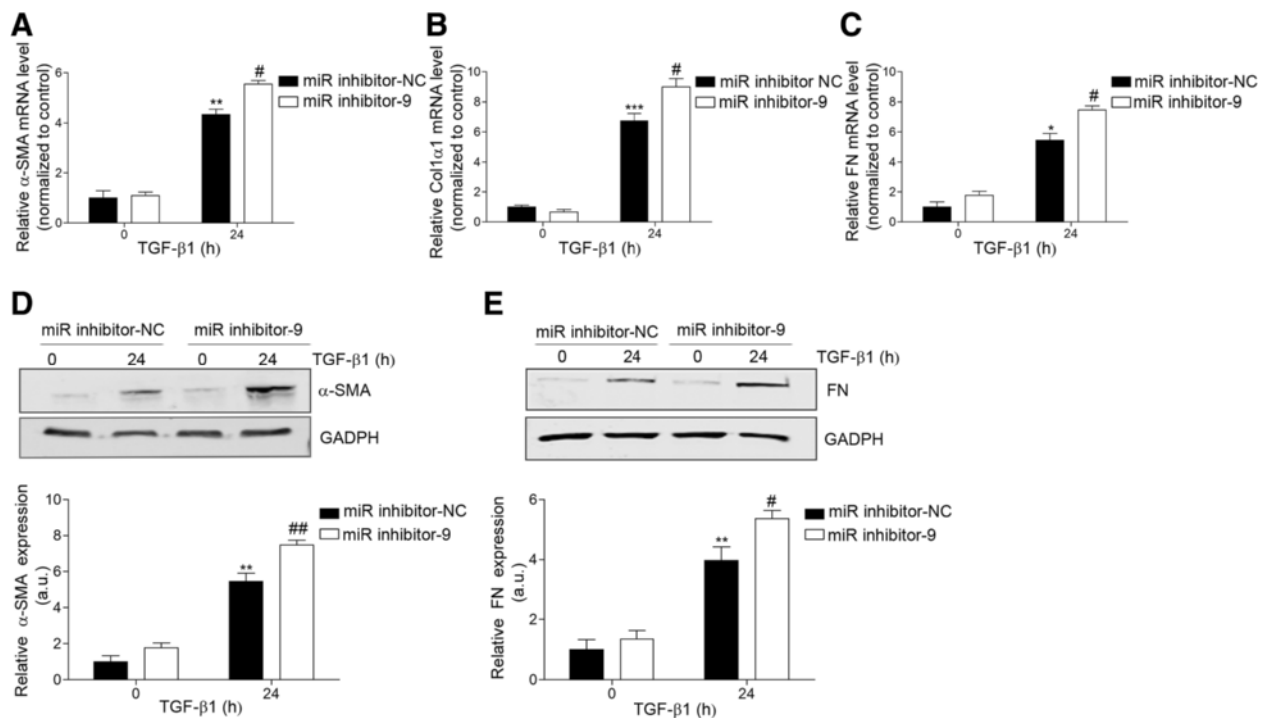 A
Relative α-SMA mRNA level
(normalized to control)
6
4
2
0
**
#
miR inhibitor-NC
miR inhibitor-9
0
24
TGF-β1 (h)
B
Relative Col1α1 mRNA level
(normalized to control)
10
8
6
4
2
0
***
#
miR inhibitor NC
miR inhibitor-9
0
24
TGF-β1 (h)
C
Relative FN mRNA level
(normalized to control)
10
8
6
4
2
0
*
#
miR inhibitor-NC
miR inhibitor-9
0
24
TGF-β1 (h)
D
miR inhibitor-NC miR inhibitor-9
0 24 0 24 TGF-β1 (h)
α-SMA
GADPH
Relative α-SMA expression
(a.u.)
10
8
6
4
2
0
**
##
miR inhibitor-NC
miR inhibitor-9
0
24
TGF-β1 (h)
E
miR inhibitor-NC miR inhibitor-9
0 24 0 24 TGF-β1 (h)
FN
GADPH
Relative FN expression
(a.u.)
6
4
2
0
**
#
miR inhibitor-NC
miR inhibitor-9
0
24
TGF-β1 (h)